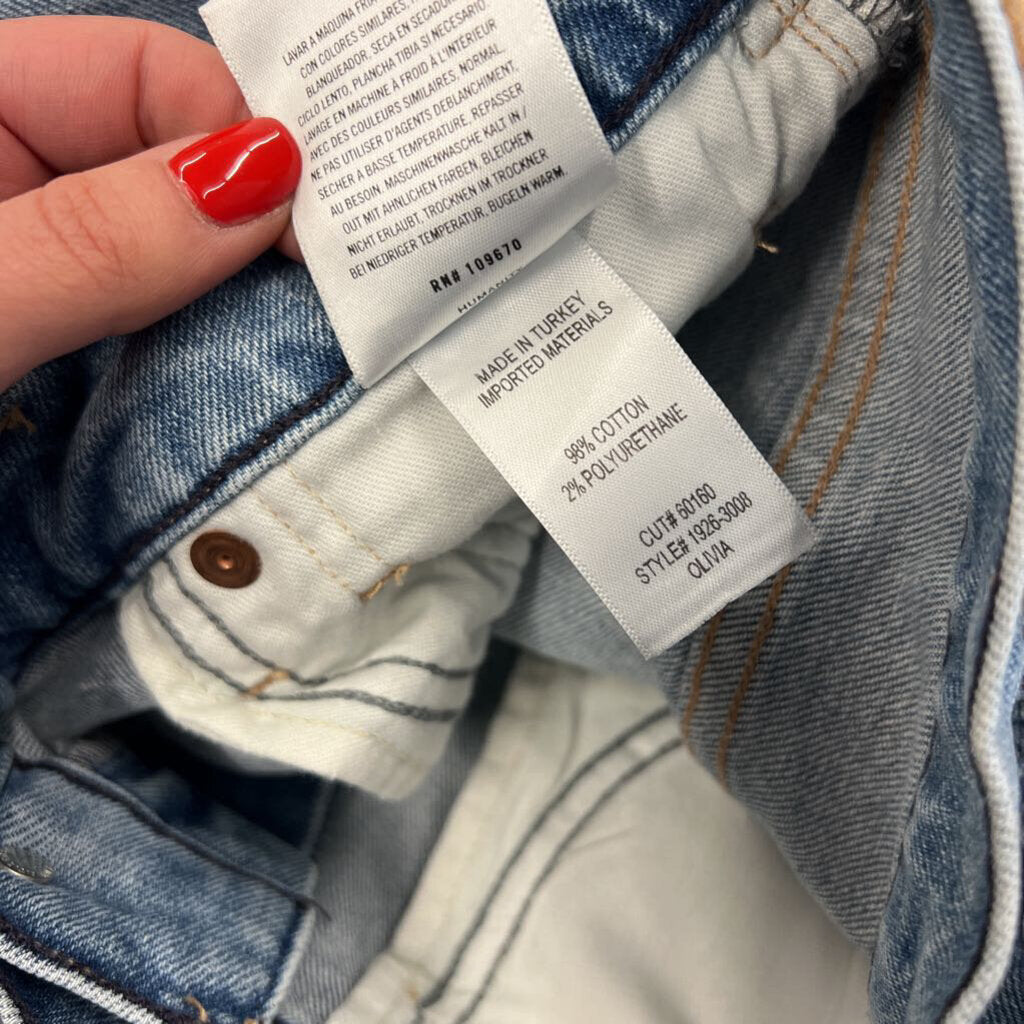 LAVAR A MAQUINA FRIA
CON COLORES SIMILARES,
BLANQUEADOR. SECA EN SECADORA
CICLO LENTO, PLANCHA TIBIA SI NECESARIO.
LAVAGE EN MACHINE À FROID À L'INTERIEUR
AVEC DES COULEURS SIMILAIRES, NORMAL.
NE PAS UTILISER D'AGENTS DEBLANCHIMENT.
SECHER A BASSE TEMPERATURE, REPASSER
AU BESOIN, MASCHINENWASCHE KALT IN /
OUT MIT AHNLICHEN FARBEN, BLEICHEN
NICHT ERLAUBT, TROCKNEN IM TROCKNER
BEI NIEDRIGER TEMPERATUR, BUGELN WARM.
RN# 109670
MADE IN TURKEY
IMPORTED MATERIALS
98% COTTON
2% POLYURETHANE
CUT# 60160
STYLE# 1926-3008
OLIVIA